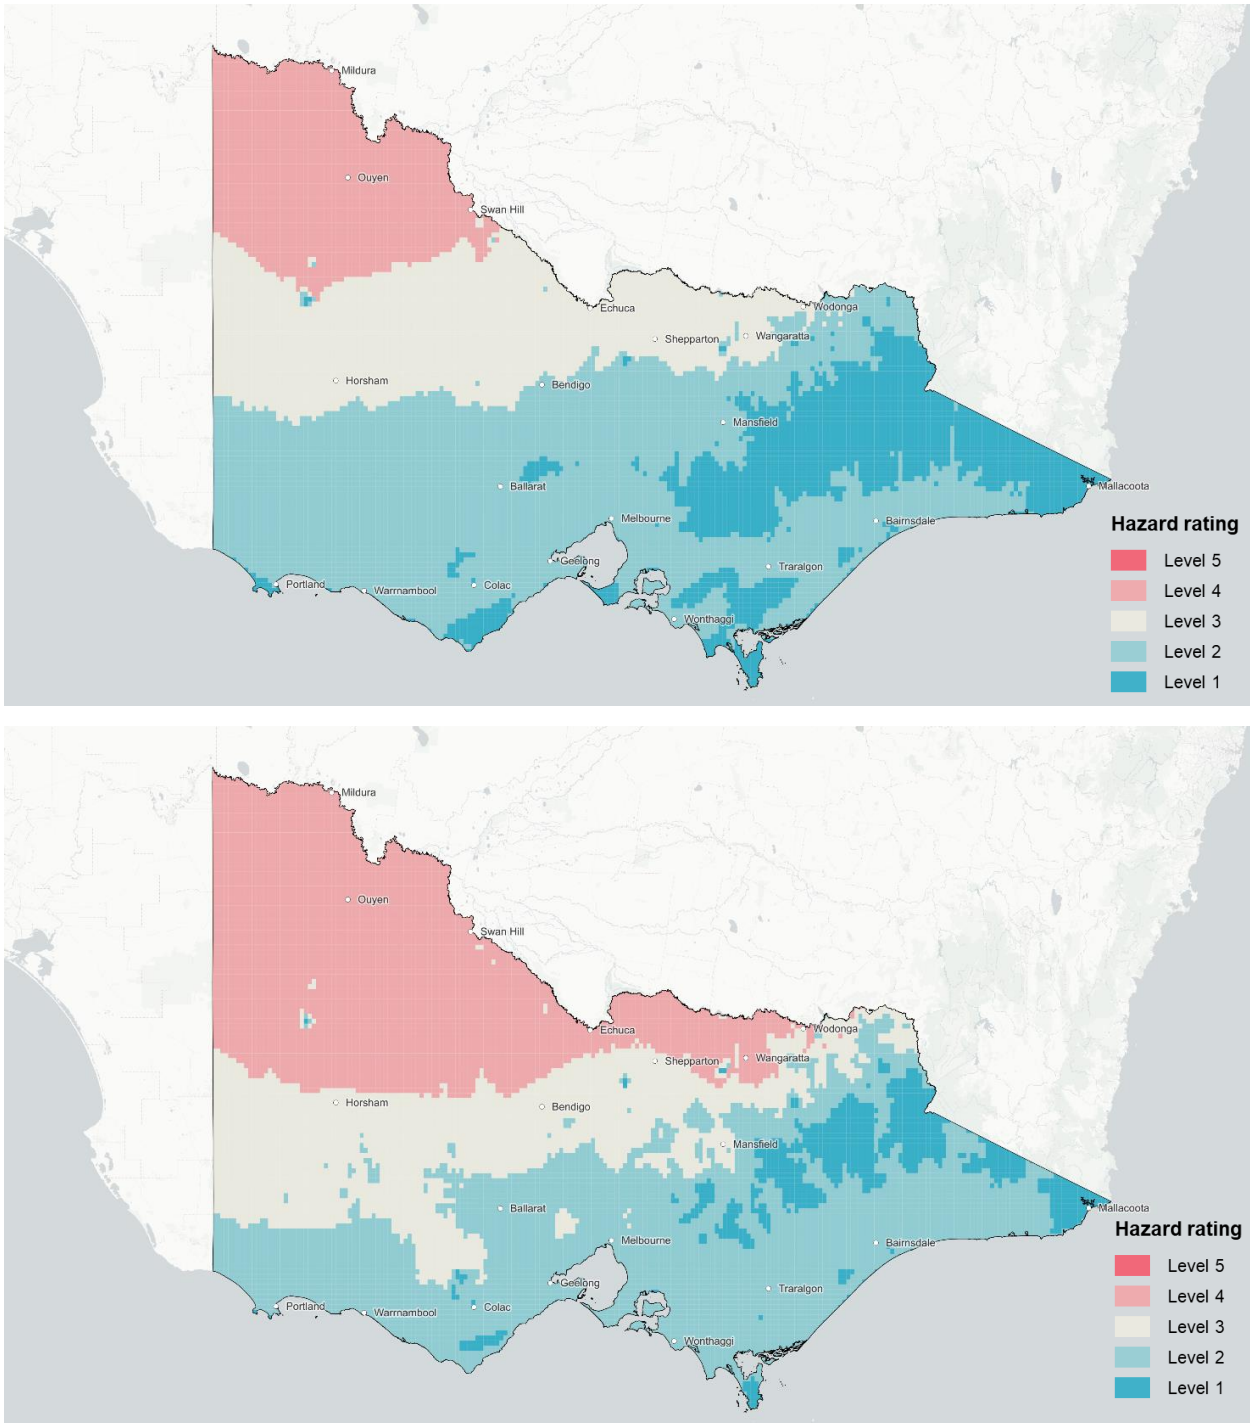 Mildura
Ouyen
Swan Hill
Echuca
Wodonga
Shepparton
Wangaratta
Horsham
Bendigo
Mansfield
Ballarat
Mallacoota
Melbourne
Bairnsdale
Geelong
Traralgon
Portland
Warrnambool
Colac
Wonthaggi
Hazard rating
Level 5
Level 4
Level 3
Level 2
Level 1
Mildura
Ouyen
Swan Hill
Echuca
Wodonga
Shepparton
Wangaratta
Horsham
Bendigo
Mansfield
Ballarat
Mallacoota
Melbourne
Bairnsdale
Geelong
Traralgon
Portland
Warrnambool
Colac
Wonthaggi
Hazard rating
Level 5
Level 4
Level 3
Level 2
Level 1